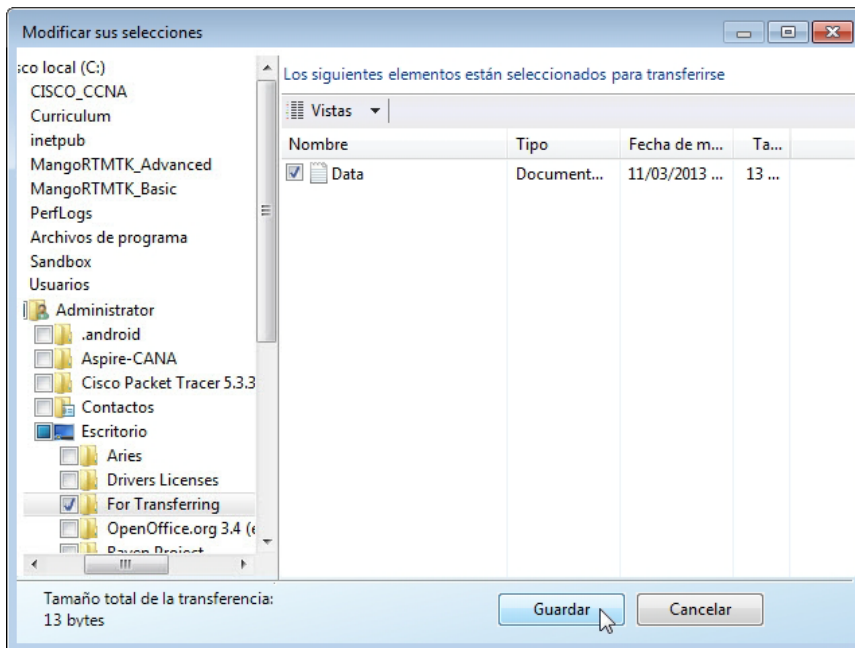 Modificar sus selecciones
sco local (C:)
CISCO_CCNA
Curriculum
inetpub
MangoRTMTK_Advanced
MangoRTMTK_Basic
PerfLogs
Archivos de programa
Sandbox
Usuarios
Administrator
.android
Aspire-CANA
Cisco Packet Tracer 5.3.3
Contactos
Escritorio
Aries
Drivers Licenses
For Transferring
OpenOffice.org 3.4 (e
Raven Project
Los siguientes elementos están seleccionados para transferirse
Vistas
Nombre Tipo Fecha de m... Ta...
Data Document... 11/03/2013 ... 13 ...
Tamaño total de la transferencia:
13 bytes
Guardar Cancelar